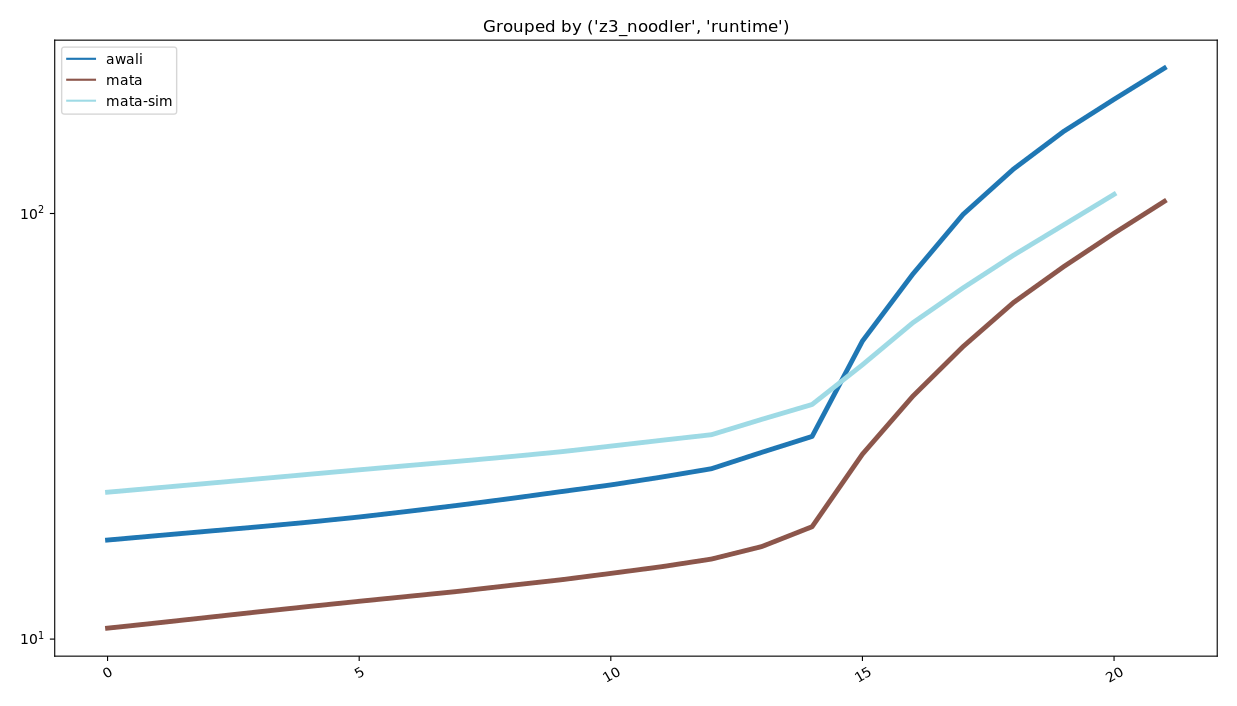 Grouped by ('z3_noodler', 'runtime')
awali
mata
mata-sim
10²
10¹
0
5
10
15
20